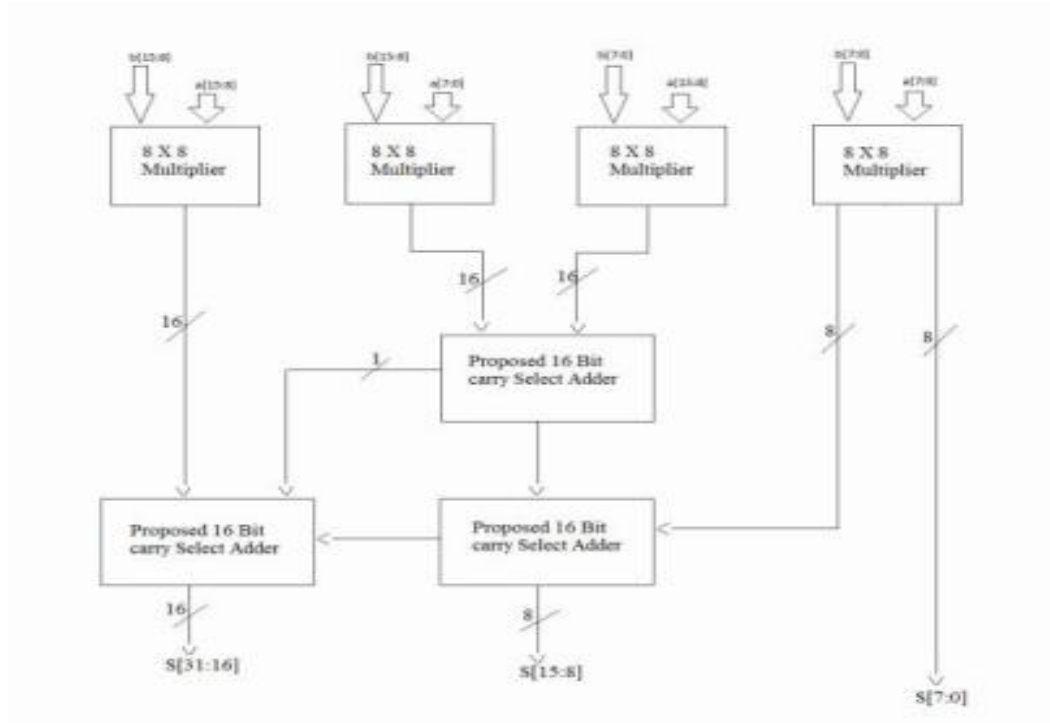 b[15:8]
a[15:8]
b[15:8]
a[7:0]
b[7:0]
a[15:8]
b[7:0]
a[7:0]
8 X 8
Multiplier
8 X 8
Multiplier
8 X 8
Multiplier
8 X 8
Multiplier
16
16
16
8
8
1
Proposed 16 Bit
carry Select Adder
Proposed 16 Bit
carry Select Adder
Proposed 16 Bit
carry Select Adder
16
8
S[31:16]
S[15:8]
S[7:0]